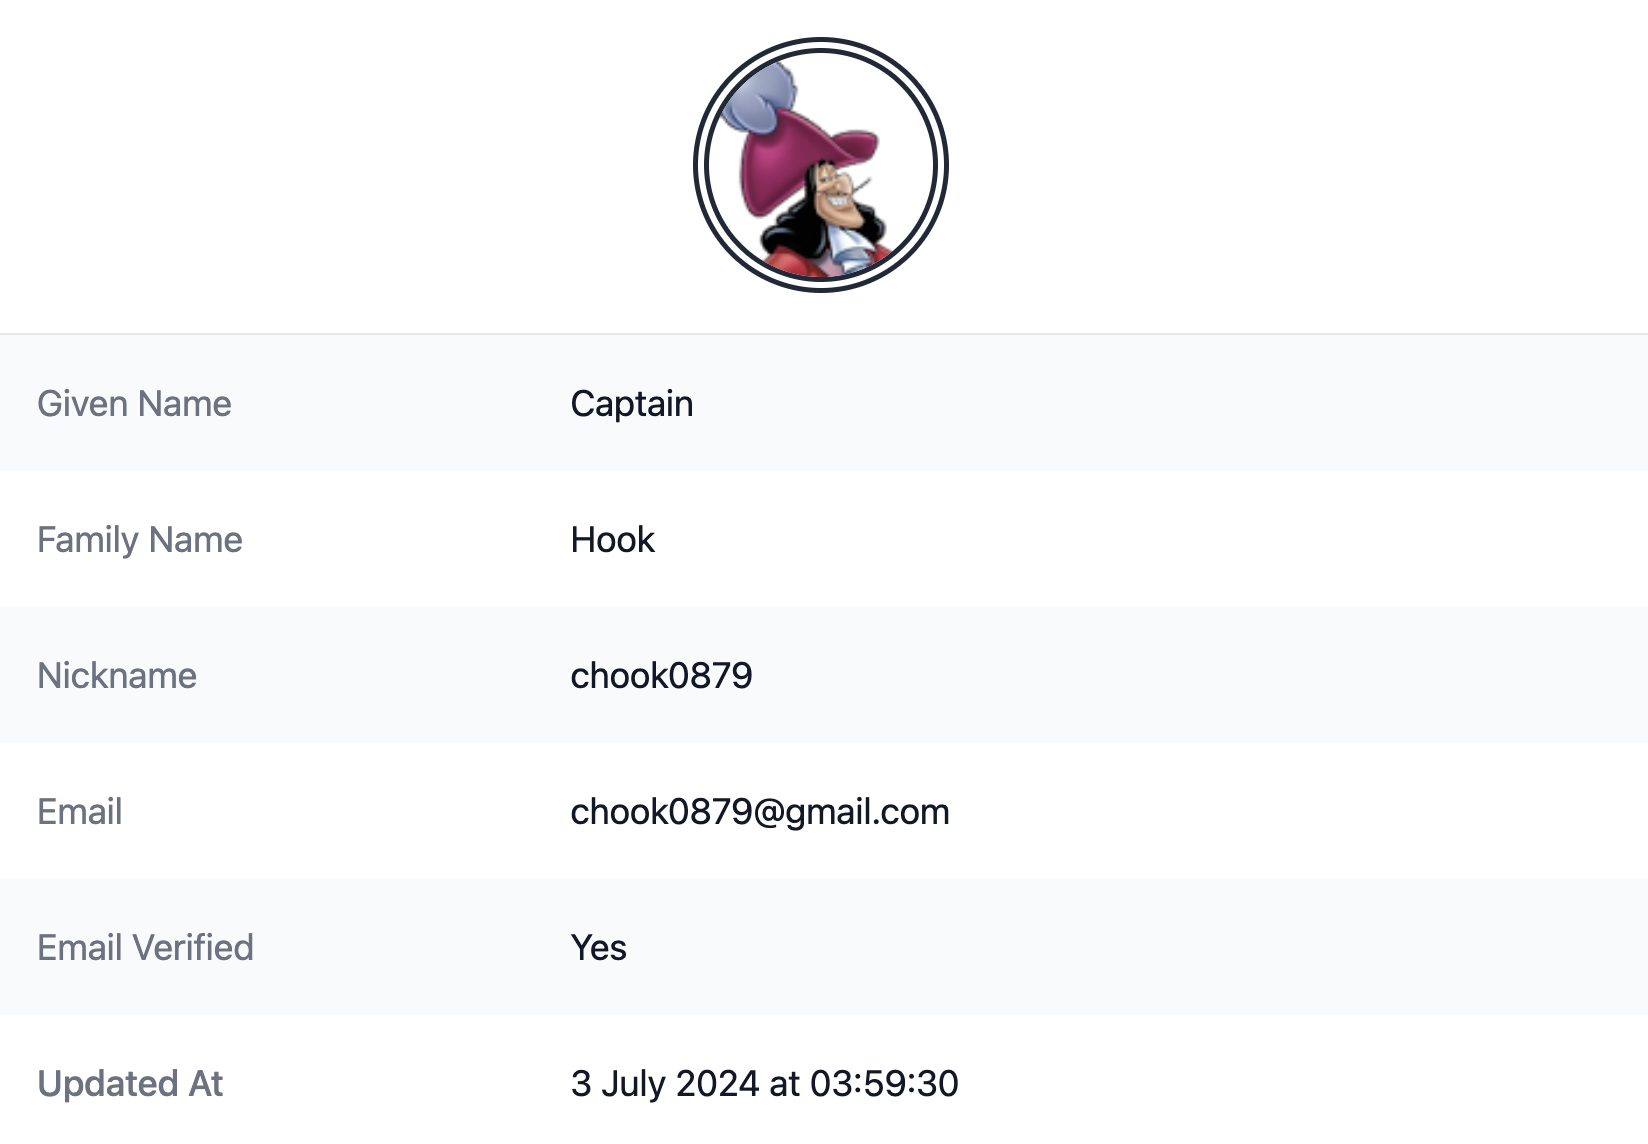 Given Name Captain
Family Name Hook
Nickname chook0879
Email chook0879@gmail.com
Email Verified Yes
Updated At 3 July 2024 at 03:59:30